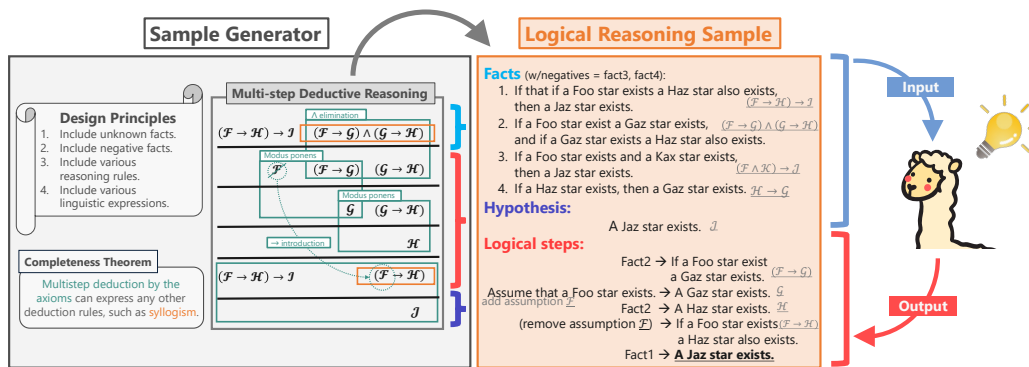 Sample Generator
Design Principles
1. Include unknown facts.
2. Include negative facts.
3. Include various
reasoning rules.
4. Include various
linguistic expressions.
Completeness Theorem
Multistep deduction by the
axioms can express any other
deduction rules, such as syllogism.
Multi-step Deductive Reasoning
∧ elimination
(ℱ → ℋ) → ℐ (ℱ → 𝒢) ∧ (𝒢 → ℋ)
Modus ponens
ℱ (ℱ → 𝒢) (𝒢 → ℋ)
Modus ponens
𝒢 (𝒢 → ℋ)
ℋ
→ introduction
(ℱ → ℋ) → ℐ (ℱ → ℋ)
ℐ
Logical Reasoning Sample
Facts (w/negatives = fact3, fact4):
1. If that if a Foo star exists a Haz star also exists,
then a Jaz star exists. (ℱ → ℋ) → ℐ
2. If a Foo star exist a Gaz star exists, (ℱ → 𝒢) ∧ (𝒢 → ℋ)
and if a Gaz star exists a Haz star also exists.
3. If a Foo star exists and a Kax star exists,
then a Jaz star exists. (ℱ ∧ ℋ) → ℐ
4. If a Haz star exists, then a Gaz star exists. ℋ → 𝒢
Hypothesis:
A Jaz star exists. ℐ
Logical steps:
Fact2 → If a Foo star exist
a Gaz star exists. (ℱ → 𝒢)
Assume that a Foo star exists. → A Gaz star exists. 𝒢
add assumption ℱ
Fact2 → A Haz star exists. ℋ
(remove assumption ℱ) → If a Foo star exists (ℱ → ℋ)
a Haz star also exists.
Fact1 → A Jaz star exists.
Input
Output